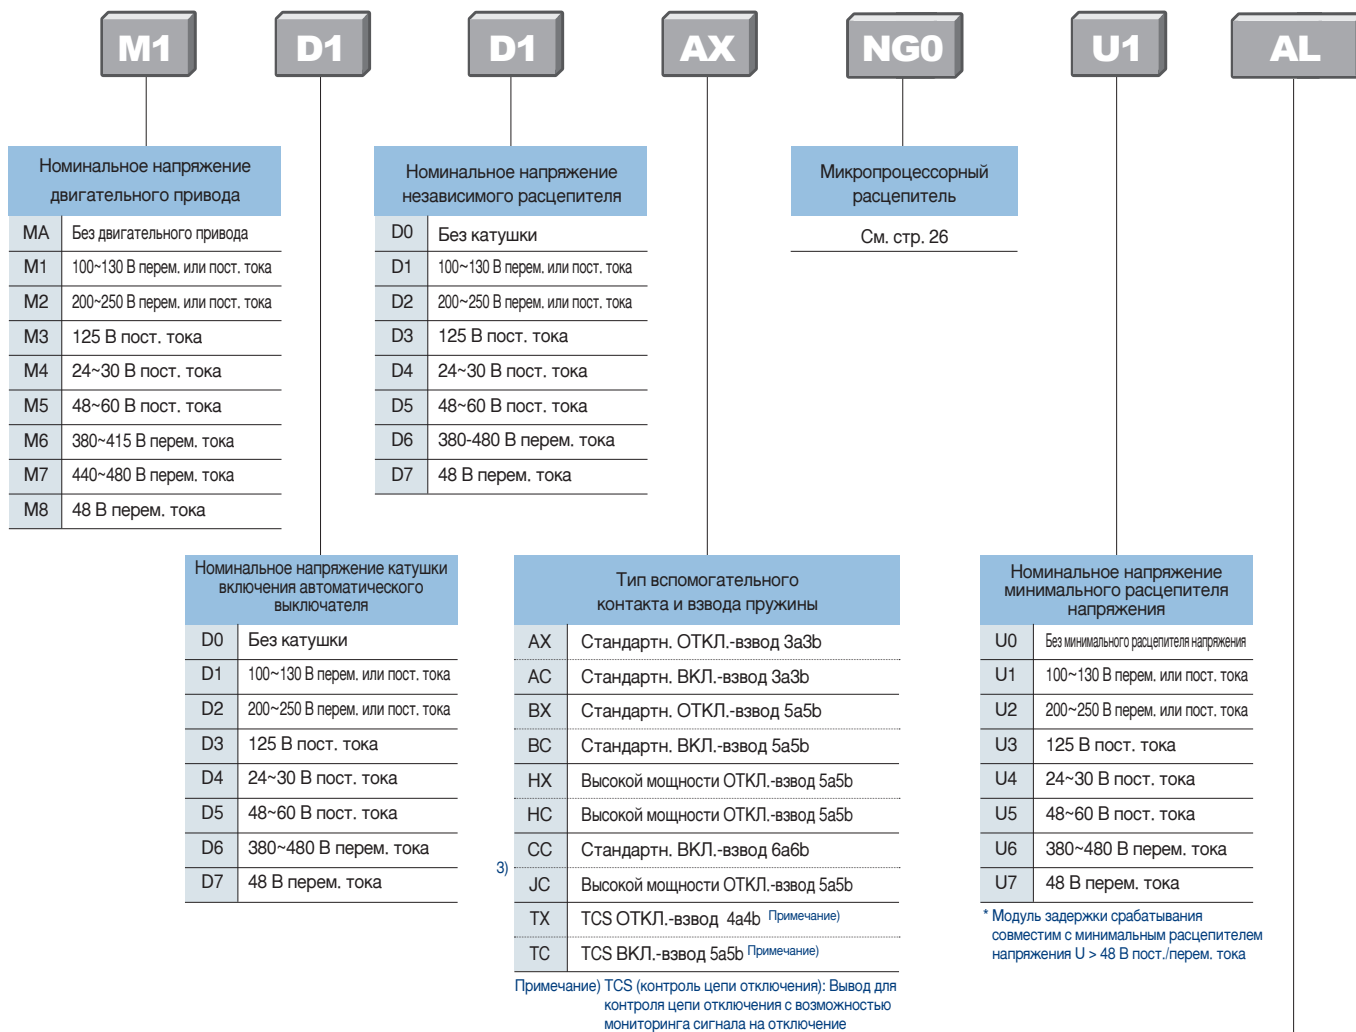 M1 D1 D1 AX NG0 U1 AL
Номинальное напряжение
двигательного привода
MA Без двигательного привода
M1 100~130 В перем. или пост. тока
M2 200~250 В перем. или пост. тока
M3 125 В пост. тока
M4 24~30 В пост. тока
M5 48~60 В пост. тока
M6 380~415 В перем. тока
M7 440~480 В перем. тока
M8 48 В перем. тока
Номинальное напряжение
независимого расцепителя
D0 Без катушки
D1 100~130 В перем. или пост. тока
D2 200~250 В перем. или пост. тока
D3 125 В пост. тока
D4 24~30 В пост. тока
D5 48~60 В пост. тока
D6 380-480 В перем. тока
D7 48 В перем. тока
Микропроцессорный
расцепитель
См. стр. 26
Номинальное напряжение катушки
включения автоматического
выключателя
D0 Без катушки
D1 100~130 В перем. или пост. тока
D2 200~250 В перем. или пост. тока
D3 125 В пост. тока
D4 24~30 В пост. тока
D5 48~60 В пост. тока
D6 380~480 В перем. тока
D7 48 В перем. тока
Тип вспомогательного
контакта и взвода пружины
AX Стандартн. ОТКЛ.-взвод 3a3b
AC Стандартн. ВКЛ.-взвод 3a3b
BX Стандартн. ОТКЛ.-взвод 5a5b
BC Стандартн. ВКЛ.-взвод 5a5b
HX Высокой мощности ОТКЛ.-взвод 5a5b
HC Высокой мощности ОТКЛ.-взвод 5a5b
CC Стандартн. ВКЛ.-взвод 6a6b
3)
JC Высокой мощности ОТКЛ.-взвод 5a5b
TX TCS ОТКЛ.-взвод 4a4b Примечание)
TC TCS ВКЛ.-взвод 5a5b Примечание)
Примечание) TCS (контроль цепи отключения): Вывод для
контроля цепи отключения с возможностью
мониторинга сигнала на отключение
Номинальное напряжение
минимального расцепителя
напряжения
U0 Без минимального расцепителя напряжения
U1 100~130 В перем. или пост. тока
U2 200~250 В перем. или пост. тока
U3 125 В пост. тока
U4 24~30 В пост. тока
U5 48~60 В пост. тока
U6 380~480 В перем. тока
U7 48 В перем. тока
* Модуль задержки срабатывания
совместим с минимальным расцепителем
напряжения U > 48 В пост./перем. тока